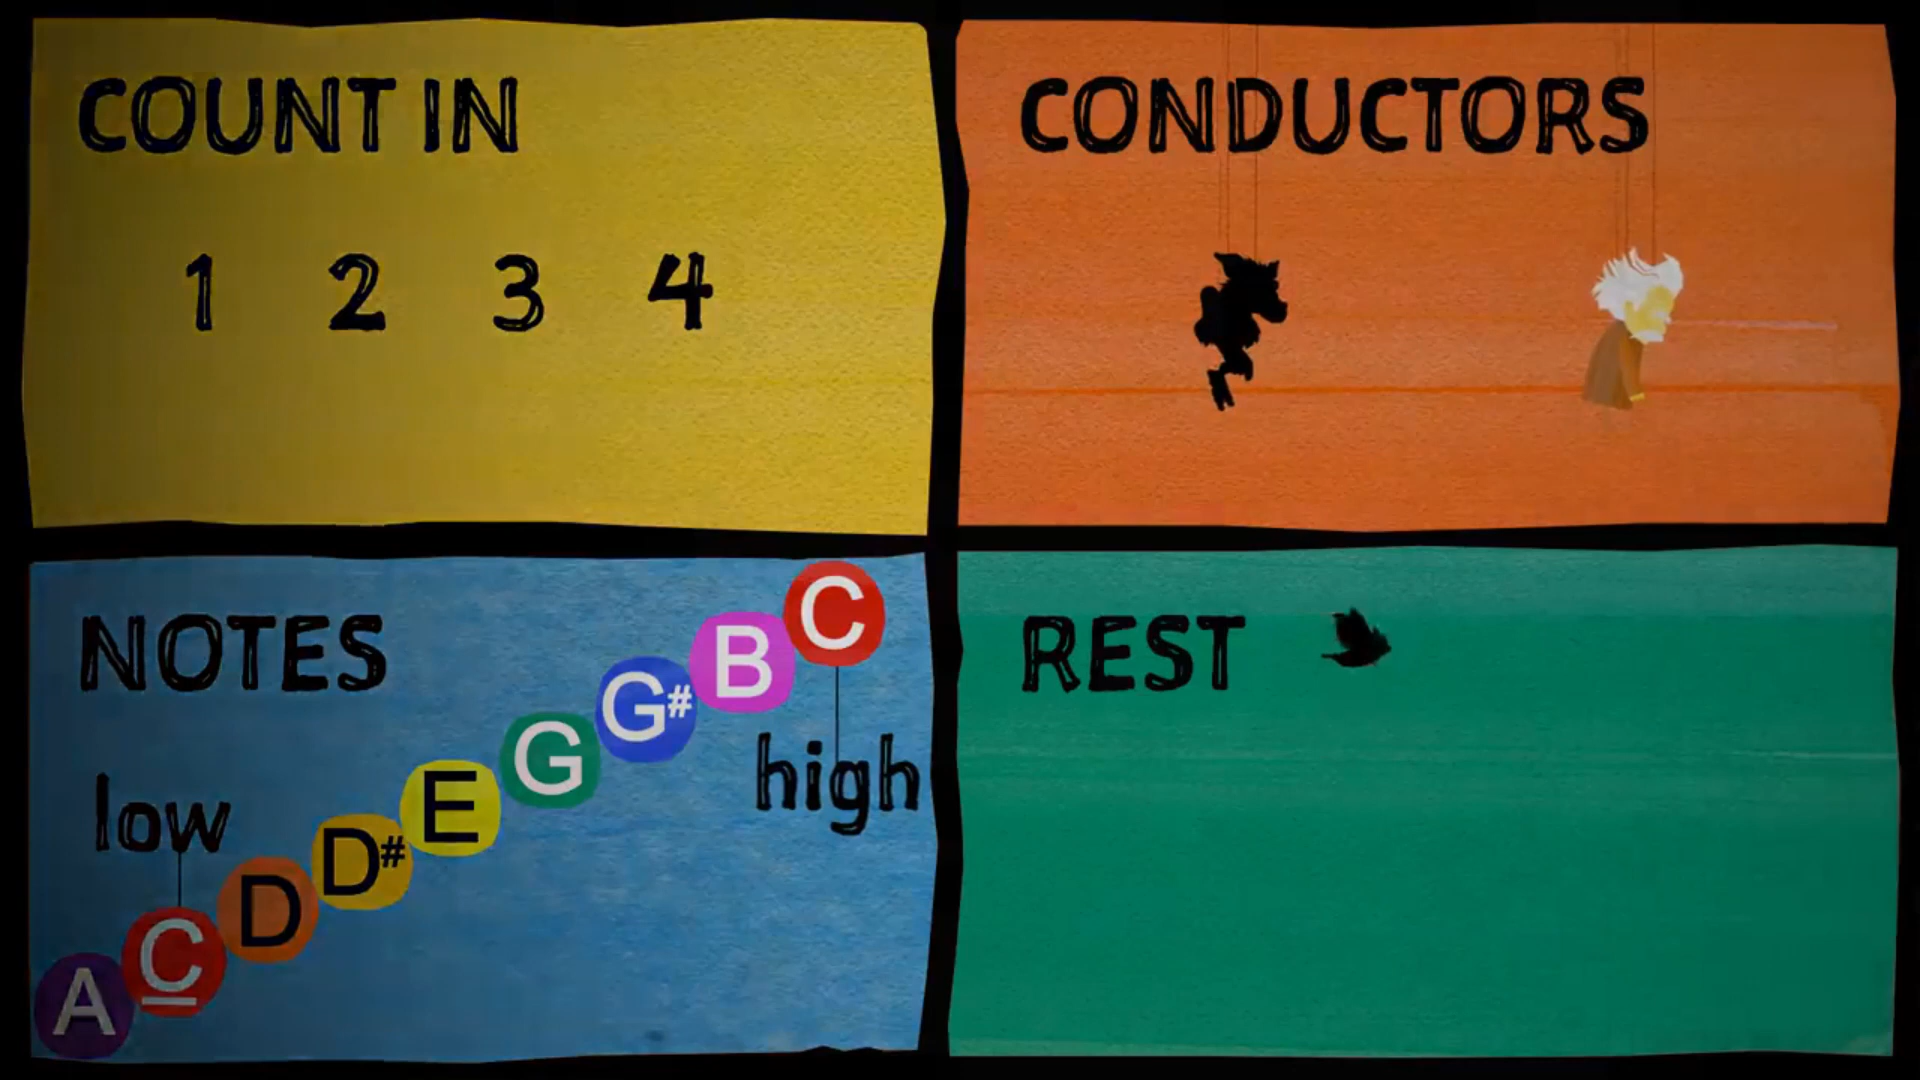 COUNT IN
1 2 3 4
CONDUCTORS
NOTES
low
A C D D# E G G# B C
high
REST